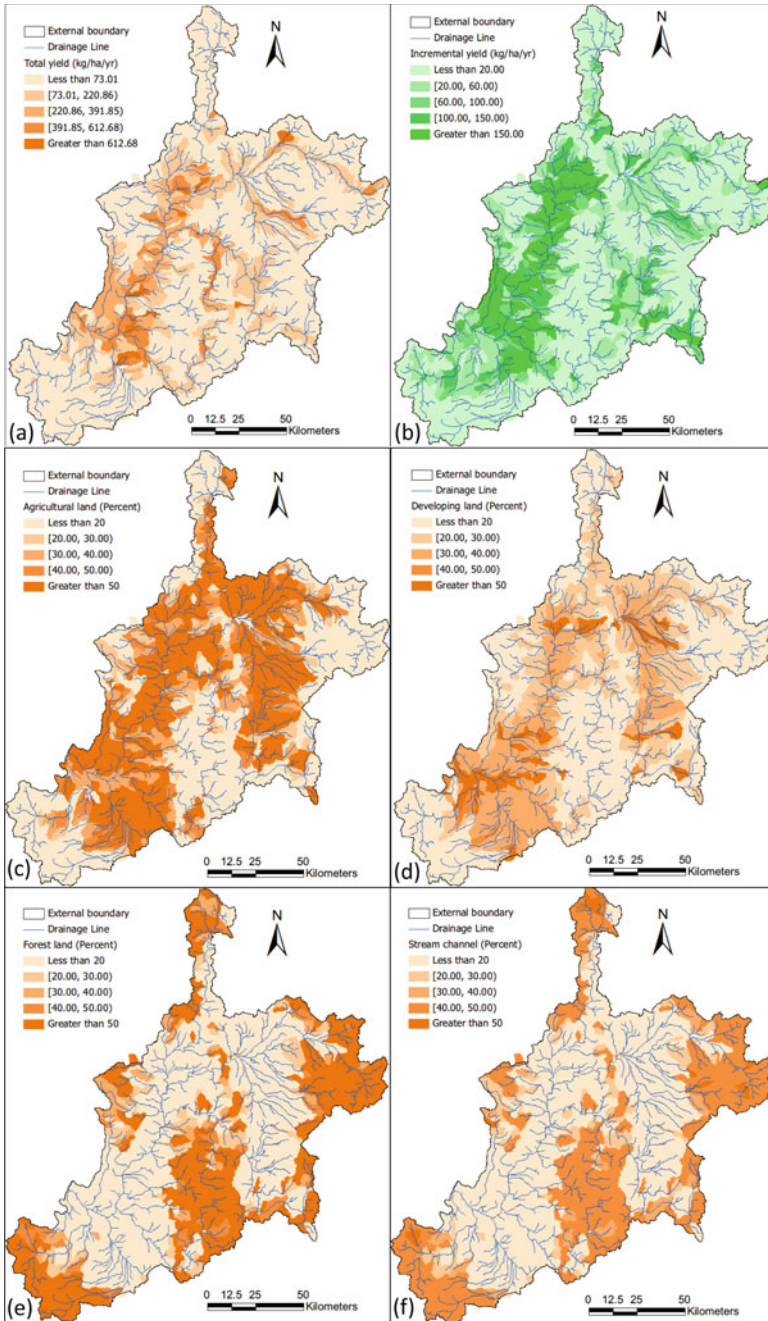 External boundary
Drainage Line
Total yield (kg/ha/yr)
Less than 73.01
[73.01, 220.86)
[220.86, 391.85)
[391.85, 612.68)
Greater than 612.68
N
0 12.5 25 50
Kilometers
(a)
External boundary
Drainage Line
Incremental yield (kg/ha/yr)
Less than 20.00
[20.00, 60.00)
[60.00, 100.00)
[100.00, 150.00)
Greater than 150.00
N
0 12.5 25 50
Kilometers
(b)
External boundary
Drainage Line
Agricultural land (Percent)
Less than 20
[20.00, 30.00)
[30.00, 40.00)
[40.00, 50.00)
Greater than 50
N
0 12.5 25 50
Kilometers
(c)
External boundary
Drainage Line
Developing land (Percent)
Less than 20
[20.00, 30.00)
[30.00, 40.00)
[40.00, 50.00)
Greater than 50
N
0 12.5 25 50
Kilometers
(d)
External boundary
Drainage Line
Forest land (Percent)
Less than 20
[20.00, 30.00)
[30.00, 40.00)
[40.00, 50.00)
Greater than 50
N
0 12.5 25 50
Kilometers
(e)
External boundary
Drainage Line
Stream channel (Percent)
Less than 20
[20.00, 30.00)
[30.00, 40.00)
[40.00, 50.00)
Greater than 50
N
0 12.5 25 50
Kilometers
(f)